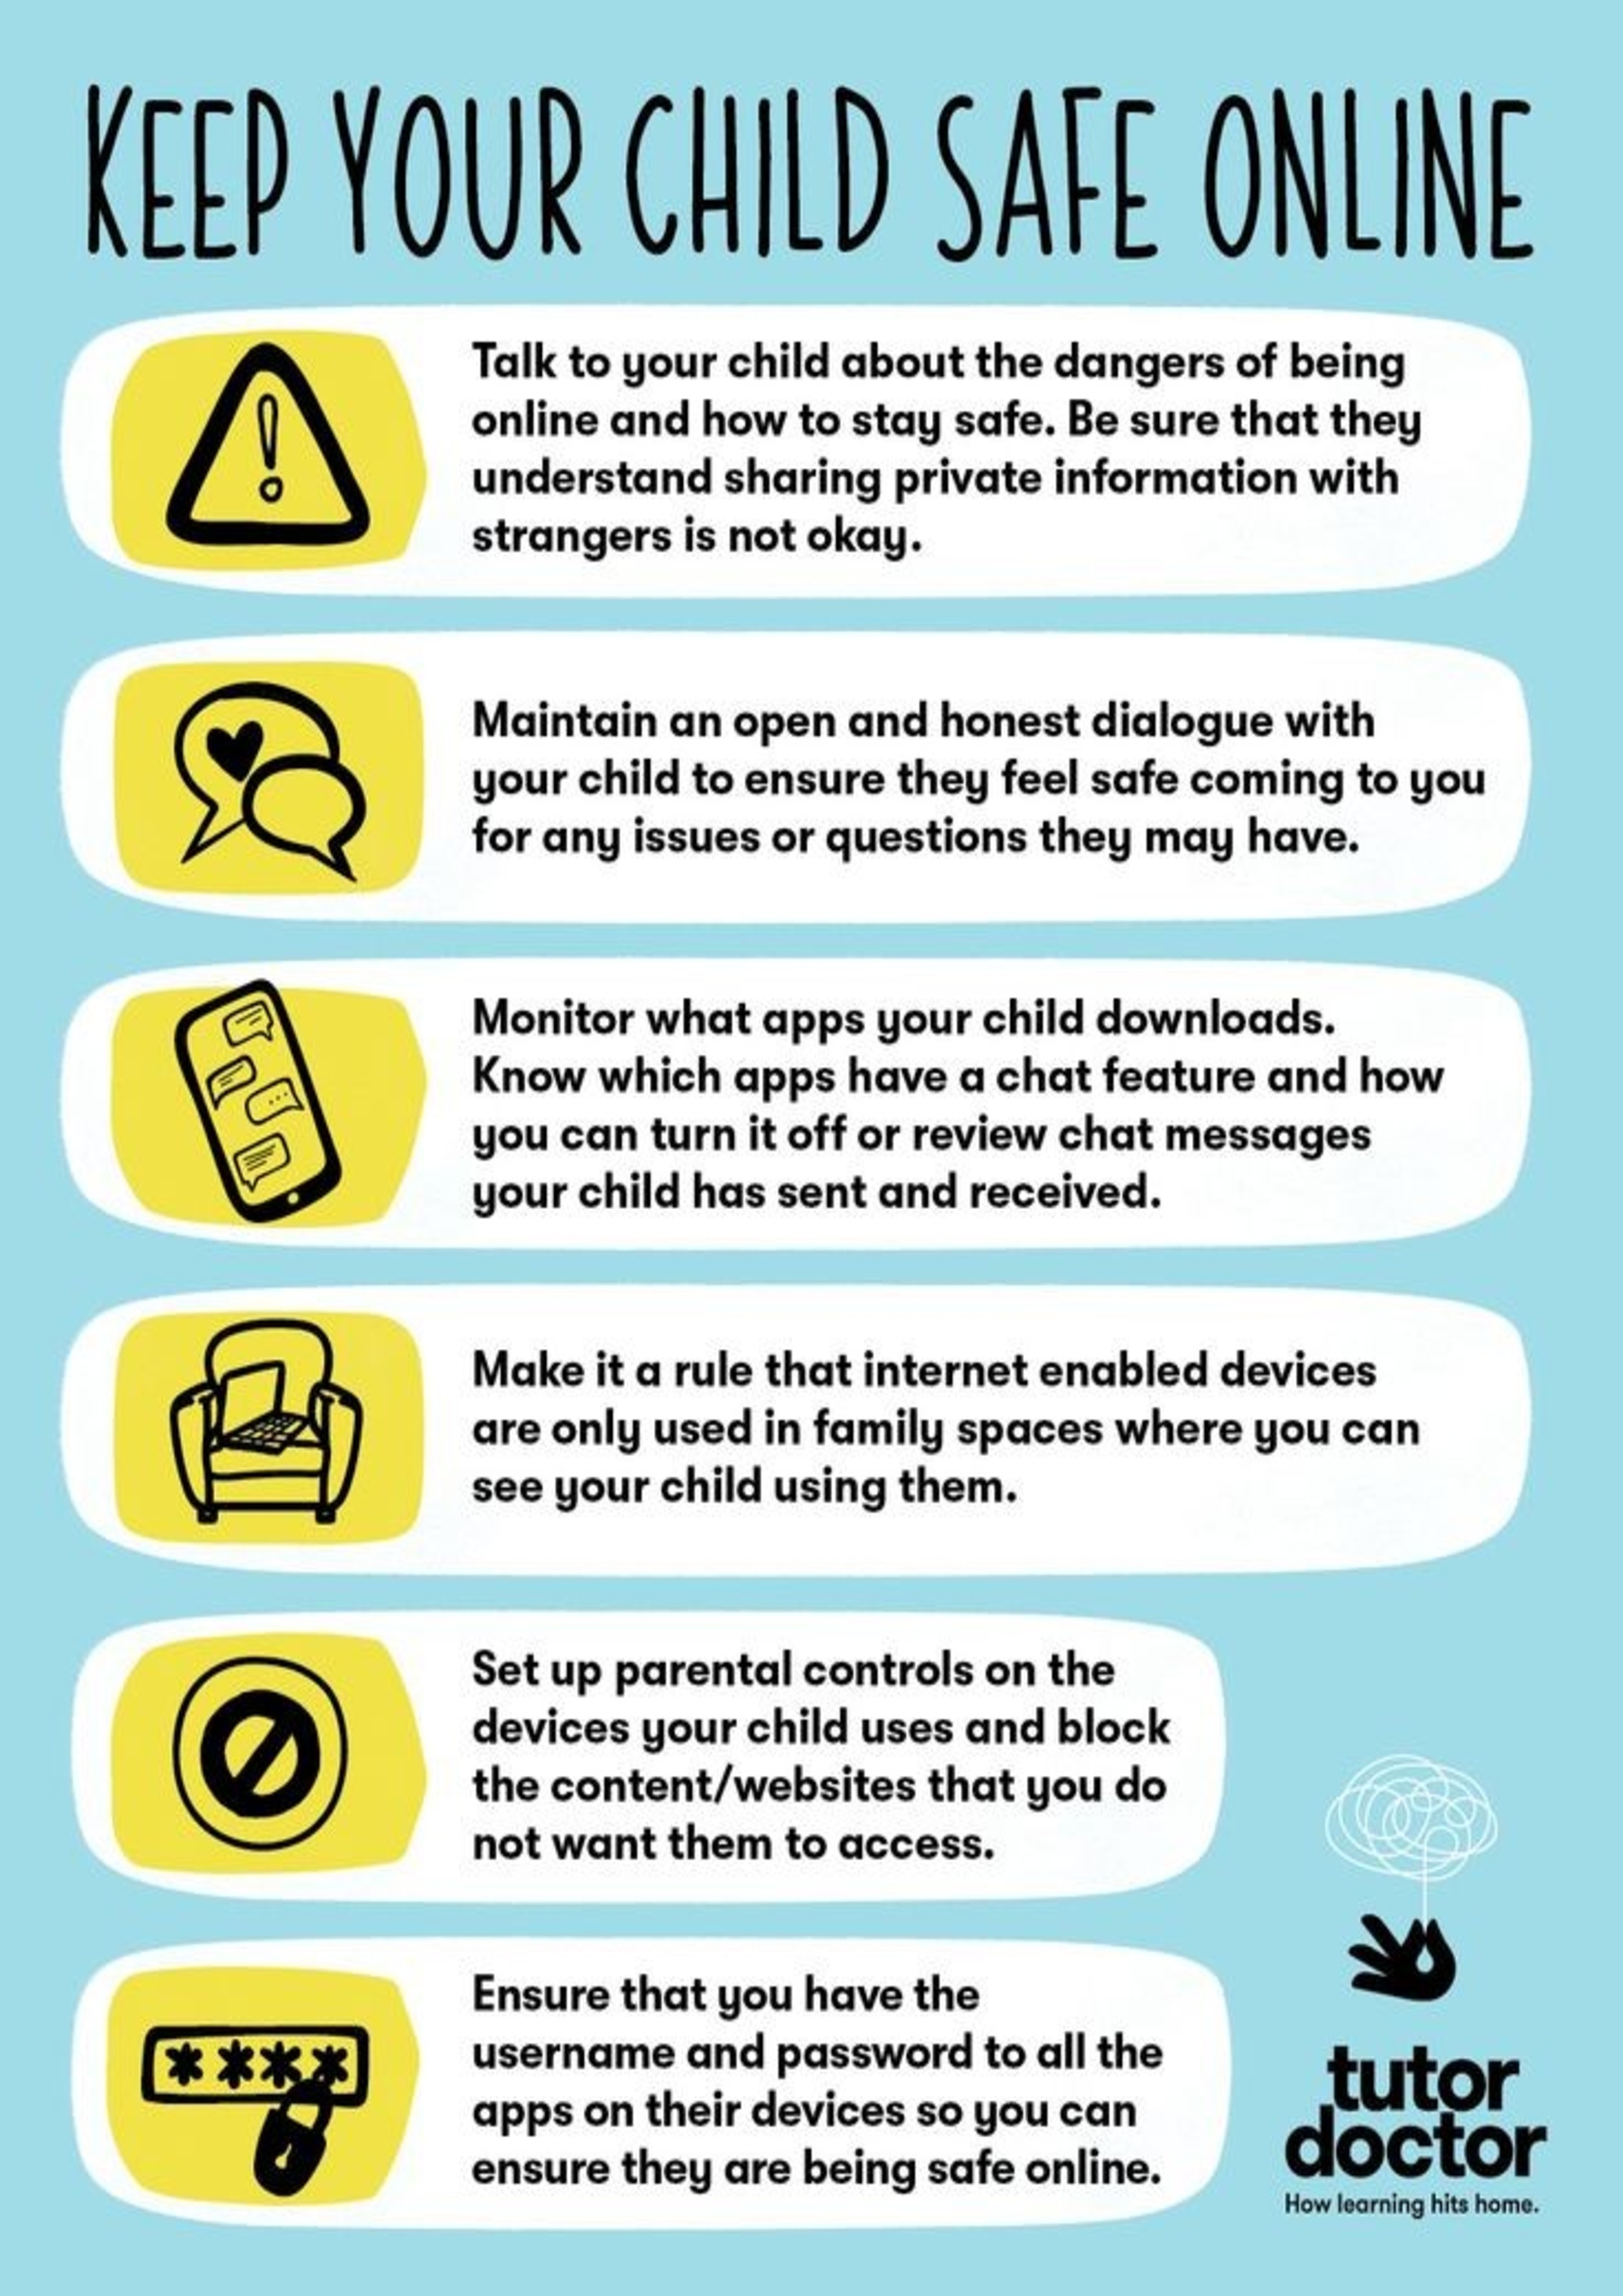 KEEP YOUR CHILD SAFE ONLINE
Talk to your child about the dangers of being
online and how to stay safe. Be sure that they
understand sharing private information with
strangers is not okay.
Maintain an open and honest dialogue with
your child to ensure they feel safe coming to you
for any issues or questions they may have.
Monitor what apps your child downloads.
Know which apps have a chat feature and how
you can turn it off or review chat messages
your child has sent and received.
Make it a rule that internet enabled devices
are only used in family spaces where you can
see your child using them.
Set up parental controls on the
devices your child uses and block
the content/websites that you do
not want them to access.
****
Ensure that you have the
username and password to all the
apps on their devices so you can
ensure they are being safe online.
tutor
doctor
How learning hits home.